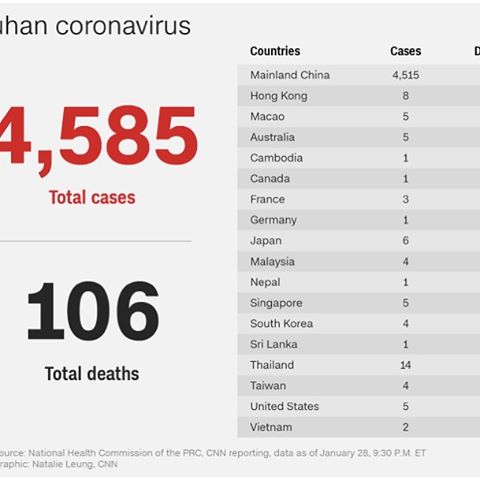 uhan coronavirus
4,585
Total cases
106
Total deaths
Countries Cases D
Mainland China 4,515
Hong Kong 8
Macao 5
Australia 5
Cambodia 1
Canada 1
France 3
Germany 1
Japan 6
Malaysia 4
Nepal 1
Singapore 5
South Korea 4
Sri Lanka 1
Thailand 14
Taiwan 4
United States 5
Vietnam 2
ource: National Health Commission of the PRC, CNN reporting, data as of January 28, 9:30 P.M. ET
raphic: Natalie Leung, CNN